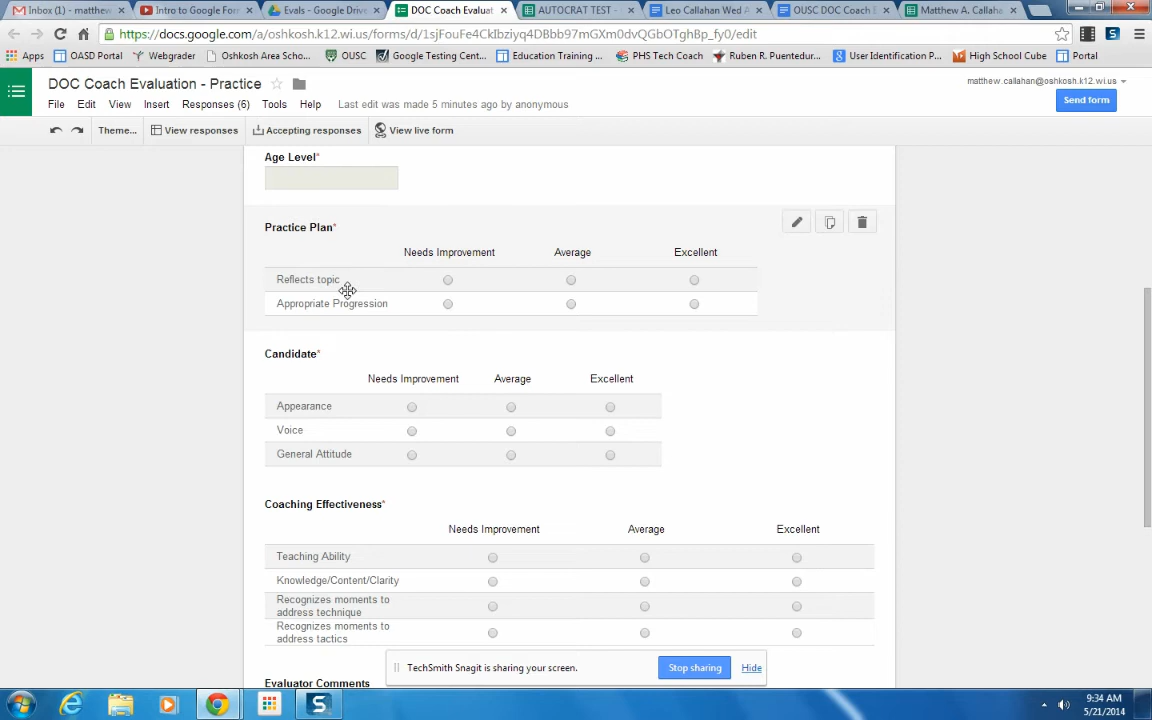 Inbox (1) - matthew
Intro to Google Form
Evals - Google Drive
DOC Coach Evaluat
AUTOCRAT TEST -
Leo Callahan Wed A
OUSC DOC Coach E
Matthew A. Callaha
https://docs.google.com/a/oshkosh.k12.wi.us/forms/d/1sjFouFe4CkIbziyq4DBbb97mGXm0dvQGbOTghBp_fy0/edit
Apps
OASD Portal
Webgrader
Oshkosh Area Scho...
OUSC
Google Testing Cent...
Education Training ...
PHS Tech Coach
Ruben R. Puentedur...
User Identification P...
High School Cube
Portal
DOC Coach Evaluation - Practice
matthew.callahan@oshkosh.k12.wi.us
File Edit View Insert Responses (6) Tools Help Last edit was made 5 minutes ago by anonymous
Send form
Theme... View responses Accepting responses View live form
Age Level*
Practice Plan*
Needs Improvement Average Excellent
Reflects topic
Appropriate Progression
Candidate*
Needs Improvement Average Excellent
Appearance
Voice
General Attitude
Coaching Effectiveness*
Needs Improvement Average Excellent
Teaching Ability
Knowledge/Content/Clarity
Recognizes moments to
address technique
Recognizes moments to
address tactics
TechSmith Snagit is sharing your screen. Stop sharing Hide
Evaluator Comments
9:34 AM
5/21/2014